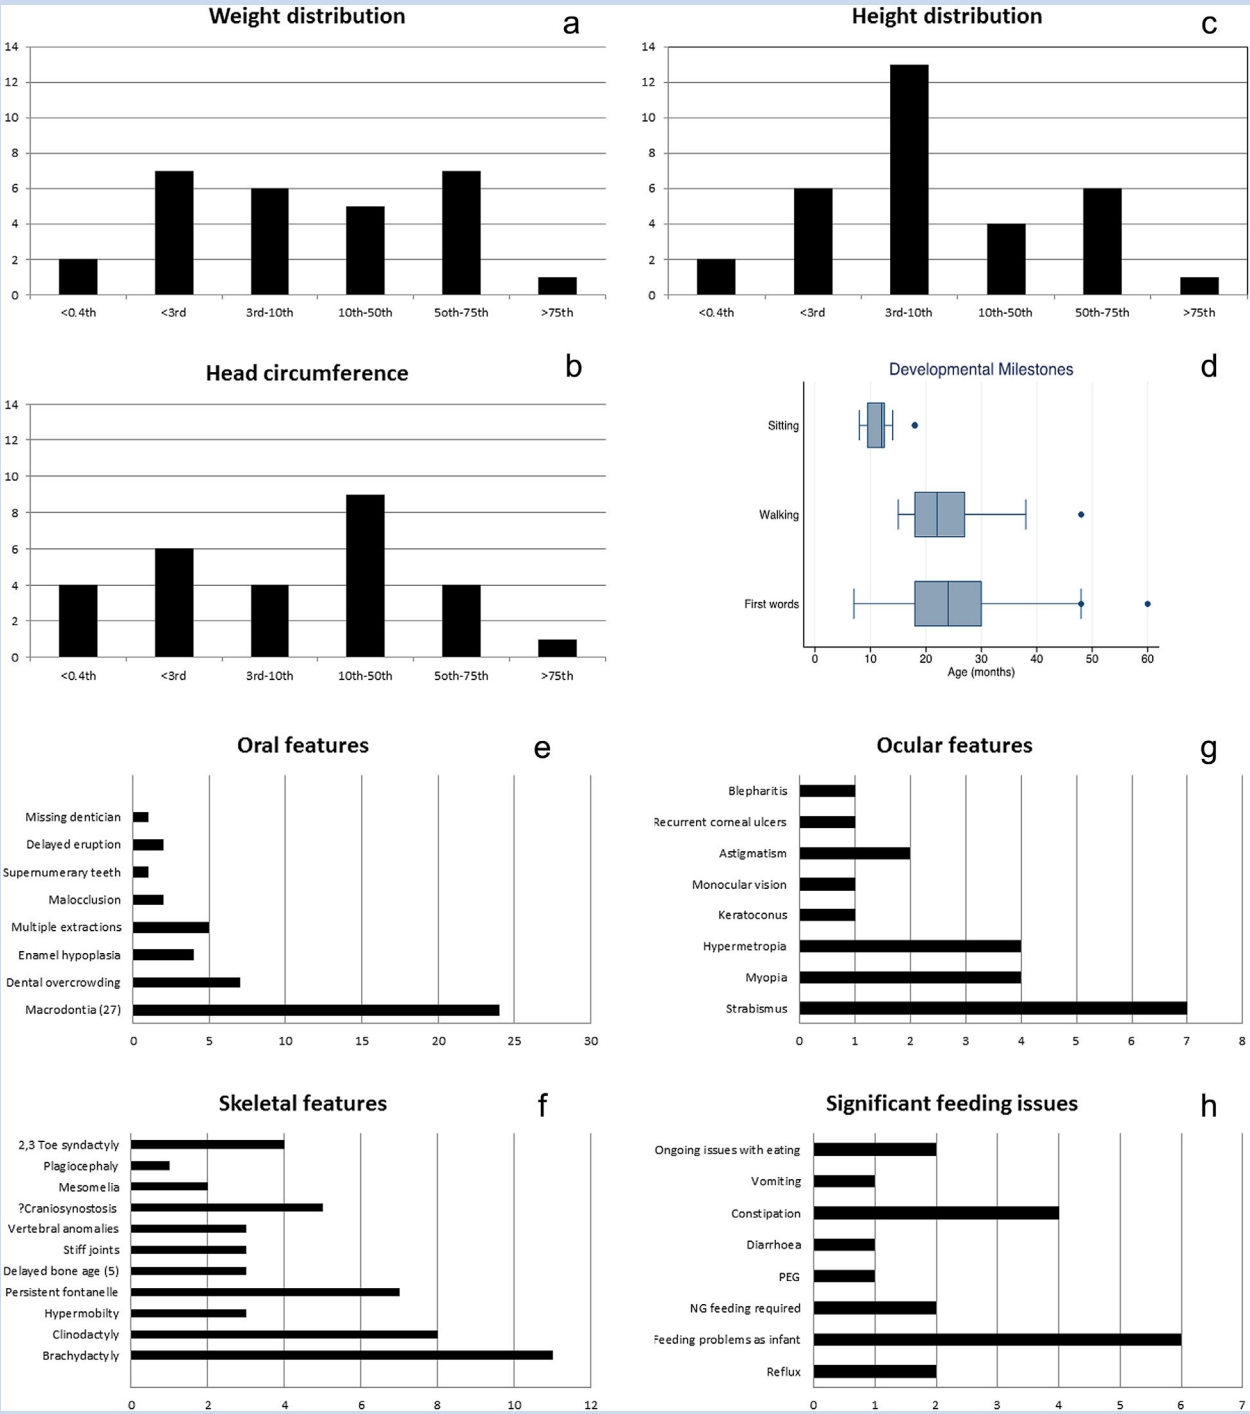 Weight distribution
a
14
12
10
8
6
4
2
0
<0.4th
<3rd
3rd-10th
10th-50th
5oth-75th
>75th
Height distribution
c
14
12
10
8
6
4
2
0
<0.4th
<3rd
3rd-10th
10th-50th
50th-75th
>75th
Head circumference
b
14
12
10
8
6
4
2
0
<0.4th
<3rd
3rd-10th
10th-50th
5oth-75th
>75th
Developmental Milestones
d
Sitting
Walking
First words
0 10 20 30 40 50 60
Age (months)
Oral features
e
Missing dentician
Delayed eruption
Supernumerary teeth
Malocclusion
Multiple extractions
Enamel hypoplasia
Dental overcrowding
Macrodontia (27)
0 5 10 15 20 25 30
Ocular features
g
Blepharitis
Recurrent corneal ulcers
Astigmatism
Monocular vision
Keratoconus
Hypermetropia
Myopia
Strabismus
0 1 2 3 4 5 6 7 8
Skeletal features
f
2,3 Toe syndactyly
Plagiocephaly
Mesomelia
?Craniosynostosis
Vertebral anomalies
Stiff joints
Delayed bone age (5)
Persistent fontanelle
Hypermobilty
Clinodactyly
Brachydactyly
0 2 4 6 8 10 12
Significant feeding issues
h
Ongoing issues with eating
Vomiting
Constipation
Diarrhoea
PEG
NG feeding required
Feeding problems as infant
Reflux
0 1 2 3 4 5 6 7